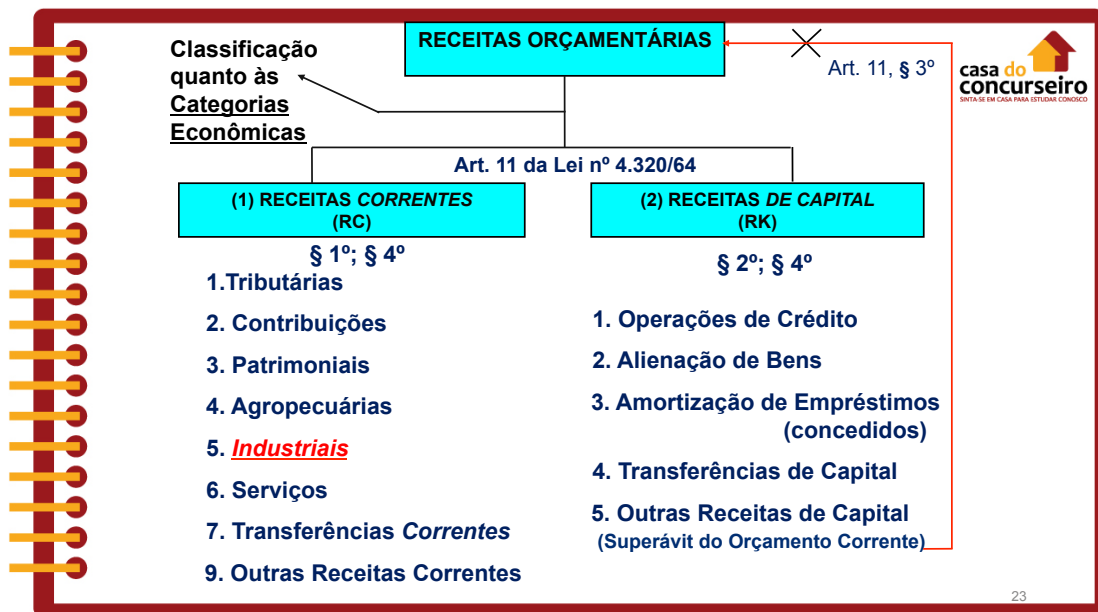 Classificação
quanto às
Categorias
Econômicas
RECEITAS ORÇAMENTÁRIAS
Art. 11, § 3º
casa do
concurseiro
SINTA-SE EM CASA PARA ESTUDAR CONOSCO
Art. 11 da Lei nº 4.320/64
(1) RECEITAS CORRENTES
(RC)
§ 1º; § 4º
1.Tributárias
2. Contribuições
3. Patrimoniais
4. Agropecuárias
5. Industriais
6. Serviços
7. Transferências Correntes
9. Outras Receitas Correntes
(2) RECEITAS DE CAPITAL
(RK)
§ 2º; § 4º
1. Operações de Crédito
2. Alienação de Bens
3. Amortização de Empréstimos
(concedidos)
4. Transferências de Capital
5. Outras Receitas de Capital
(Superávit do Orçamento Corrente)
23